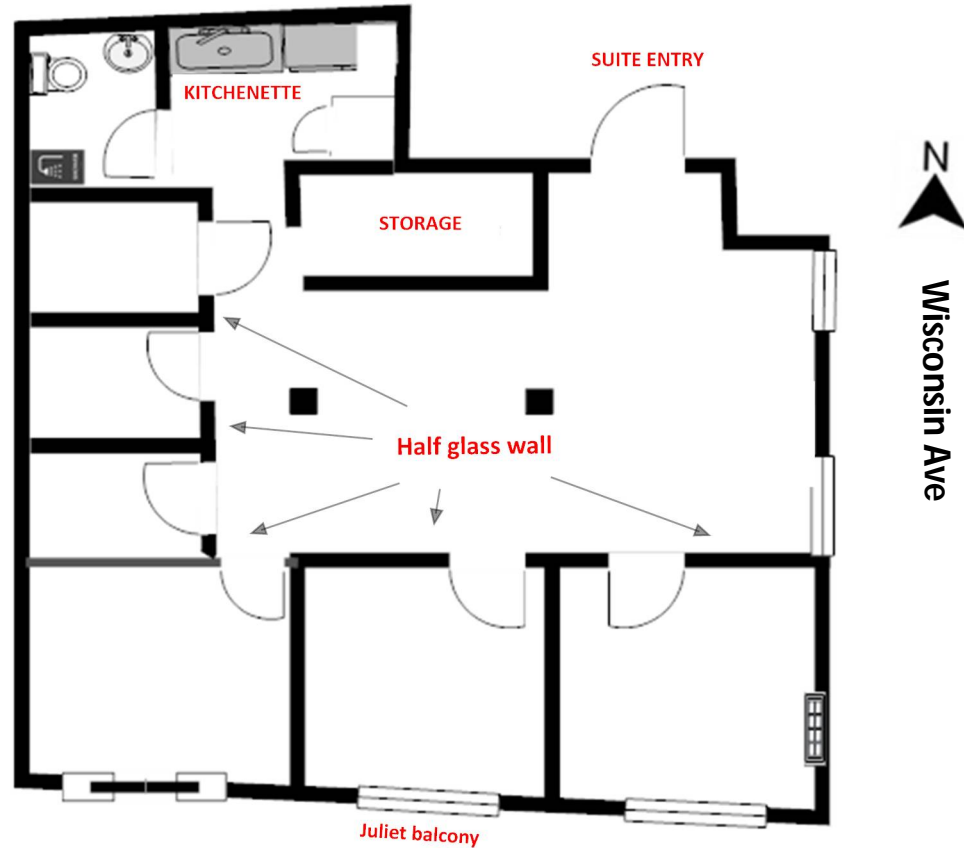 SUITE ENTRY
KITCHENETTE
N
STORAGE
Wisconsin Ave
Half glass wall
Juliet balcony